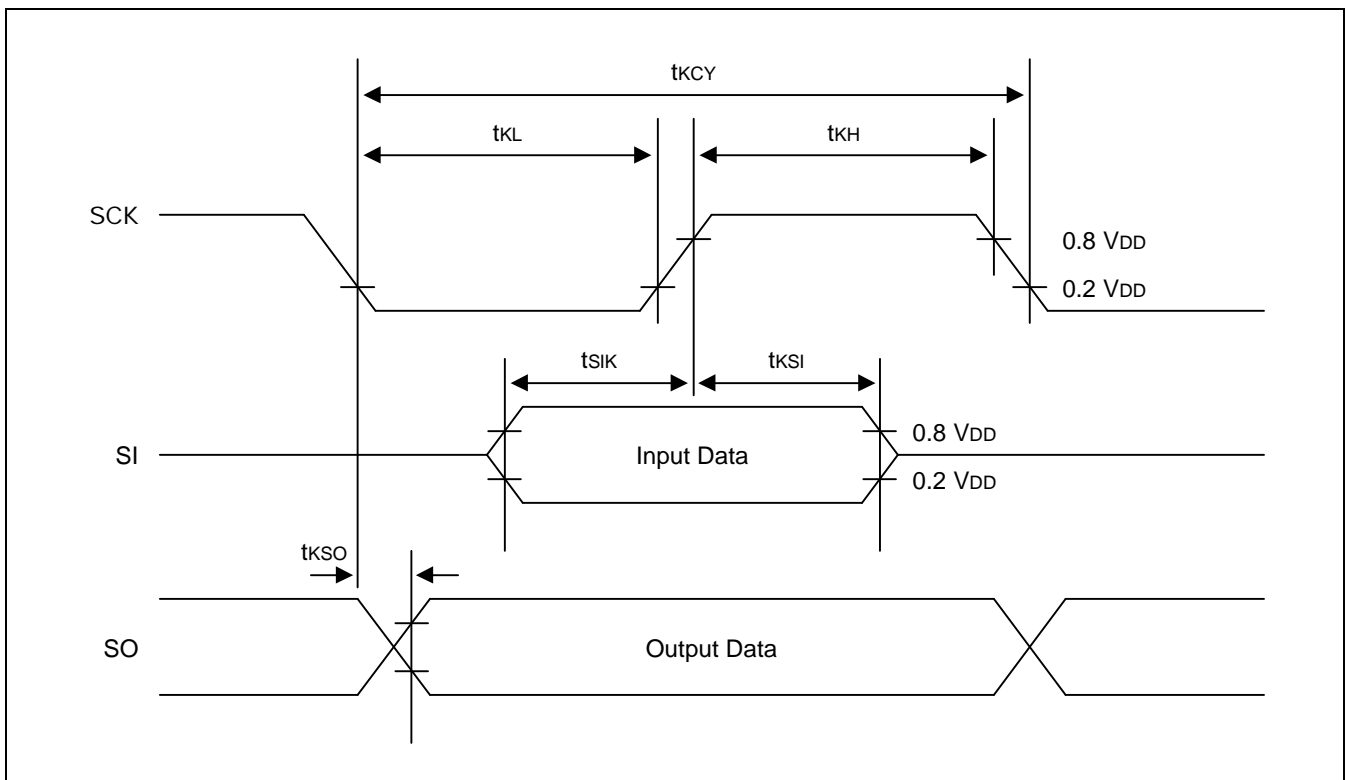 tKCY
tKL
tKH
SCK
0.8 VDD
0.2 VDD
tSIK
tKSI
0.8 VDD
SI
Input Data
0.2 VDD
tKSO
SO
Output Data